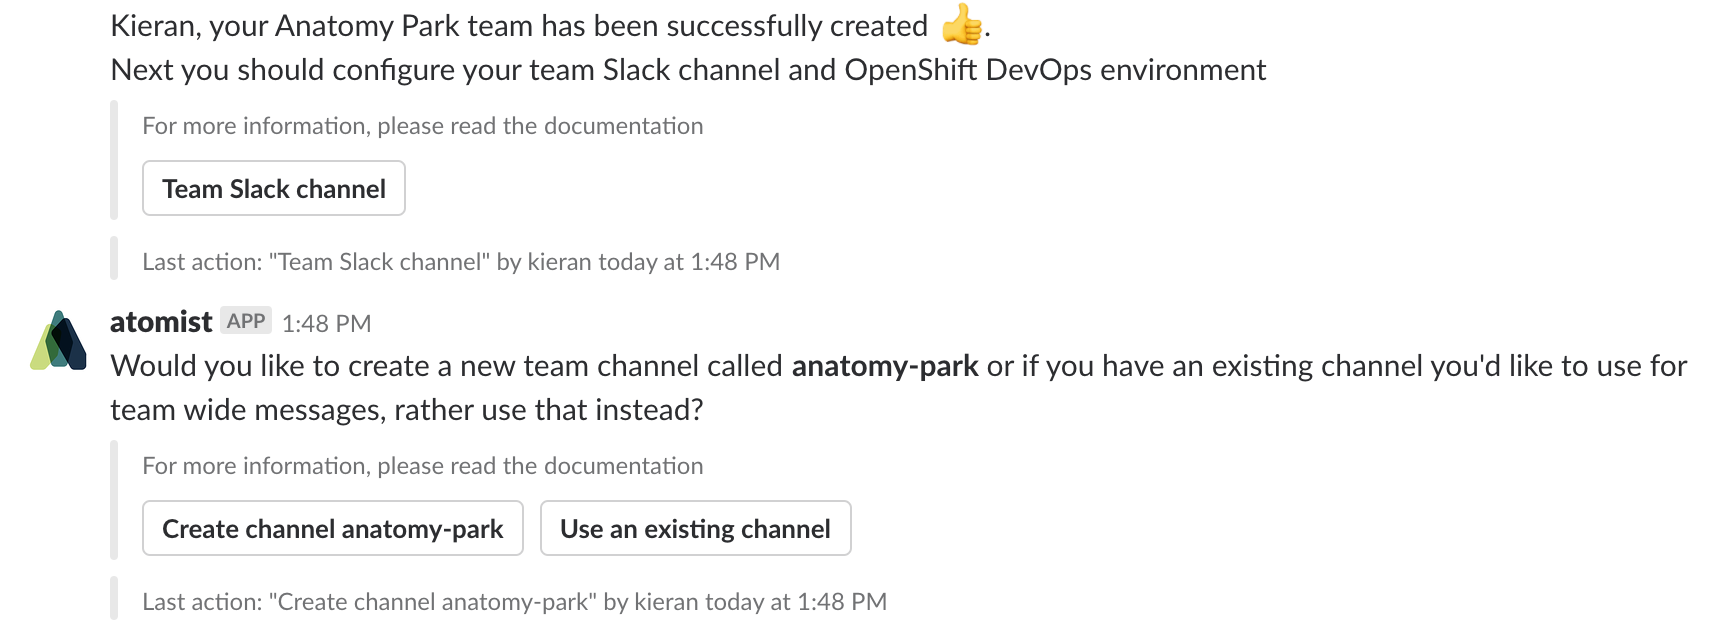 Kieran, your Anatomy Park team has been successfully created 👍.
Next you should configure your team Slack channel and OpenShift DevOps environment
For more information, please read the documentation
Team Slack channel
Last action: "Team Slack channel" by kieran today at 1:48 PM
atomist APP 1:48 PM
Would you like to create a new team channel called anatomy-park or if you have an existing channel you'd like to use for
team wide messages, rather use that instead?
For more information, please read the documentation
Create channel anatomy-park Use an existing channel
Last action: "Create channel anatomy-park" by kieran today at 1:48 PM